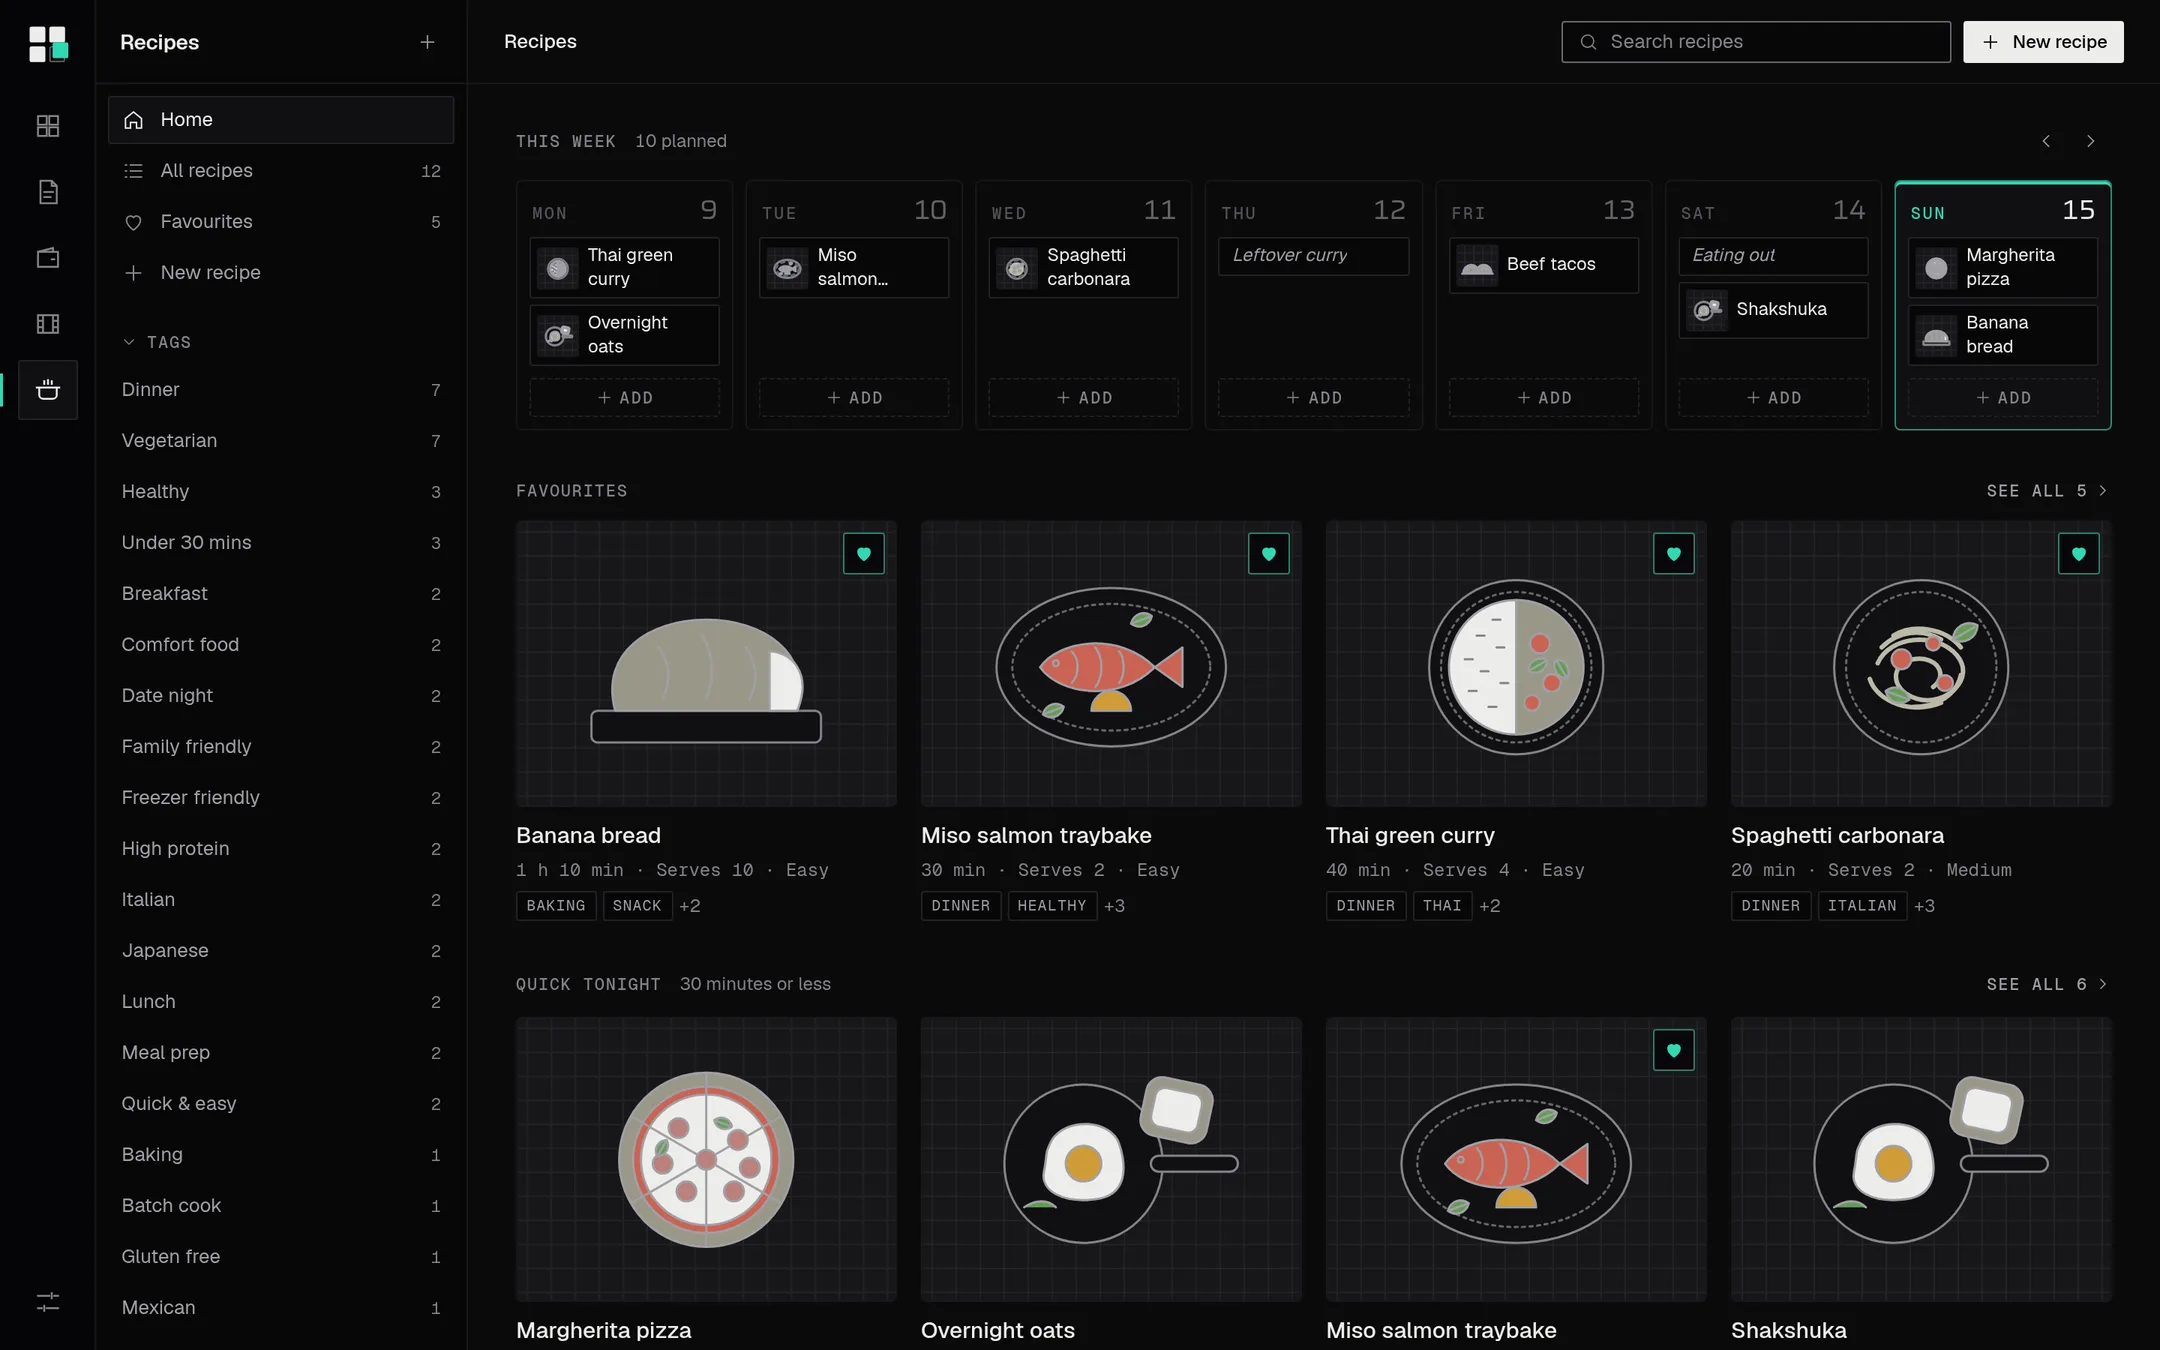 Recipes
Home
All recipes 12
Favourites 5
New recipe
TAGS
Dinner 7
Vegetarian 7
Healthy 3
Under 30 mins 3
Breakfast 2
Comfort food 2
Date night 2
Family friendly 2
Freezer friendly 2
High protein 2
Italian 2
Japanese 2
Lunch 2
Meal prep 2
Quick & easy 2
Baking 1
Batch cook 1
Gluten free 1
Mexican 1
Recipes
Search recipes
New recipe
THIS WEEK 10 planned
MON 9
Thai green
curry
Overnight
oats
+ ADD
TUE 10
Miso
salmon…
+ ADD
WED 11
Spaghetti
carbonara
+ ADD
THU 12
Leftover curry
+ ADD
FRI 13
Beef tacos
+ ADD
SAT 14
Eating out
Shakshuka
+ ADD
SUN 15
Margherita
pizza
Banana
bread
+ ADD
FAVOURITES
SEE ALL 5
Banana bread
1 h 10 min · Serves 10 · Easy
BAKING SNACK +2
Miso salmon traybake
30 min · Serves 2 · Easy
DINNER HEALTHY +3
Thai green curry
40 min · Serves 4 · Easy
DINNER THAI +2
Spaghetti carbonara
20 min · Serves 2 · Medium
DINNER ITALIAN +3
QUICK TONIGHT 30 minutes or less
SEE ALL 6
Margherita pizza
Overnight oats
Miso salmon traybake
Shakshuka